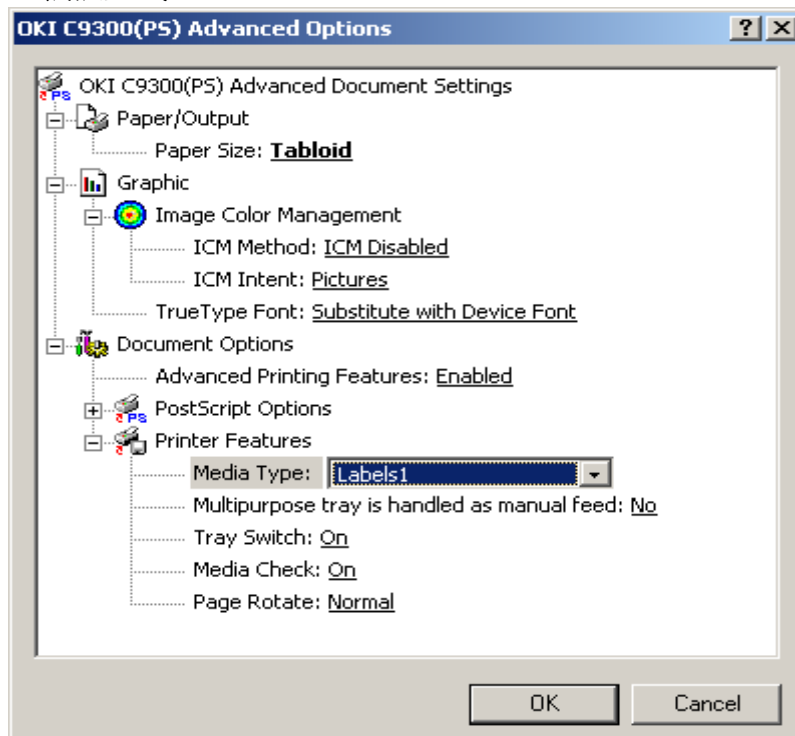 OKI C9300(PS) Advanced Options
OKI C9300(PS) Advanced Document Settings
Paper/Output
Paper Size: Tabloid
Graphic
Image Color Management
ICM Method: ICM Disabled
ICM Intent: Pictures
TrueType Font: Substitute with Device Font
Document Options
Advanced Printing Features: Enabled
PostScript Options
Printer Features
Media Type: Labels1
Multipurpose tray is handled as manual feed: No
Tray Switch: On
Media Check: On
Page Rotate: Normal
OK Cancel